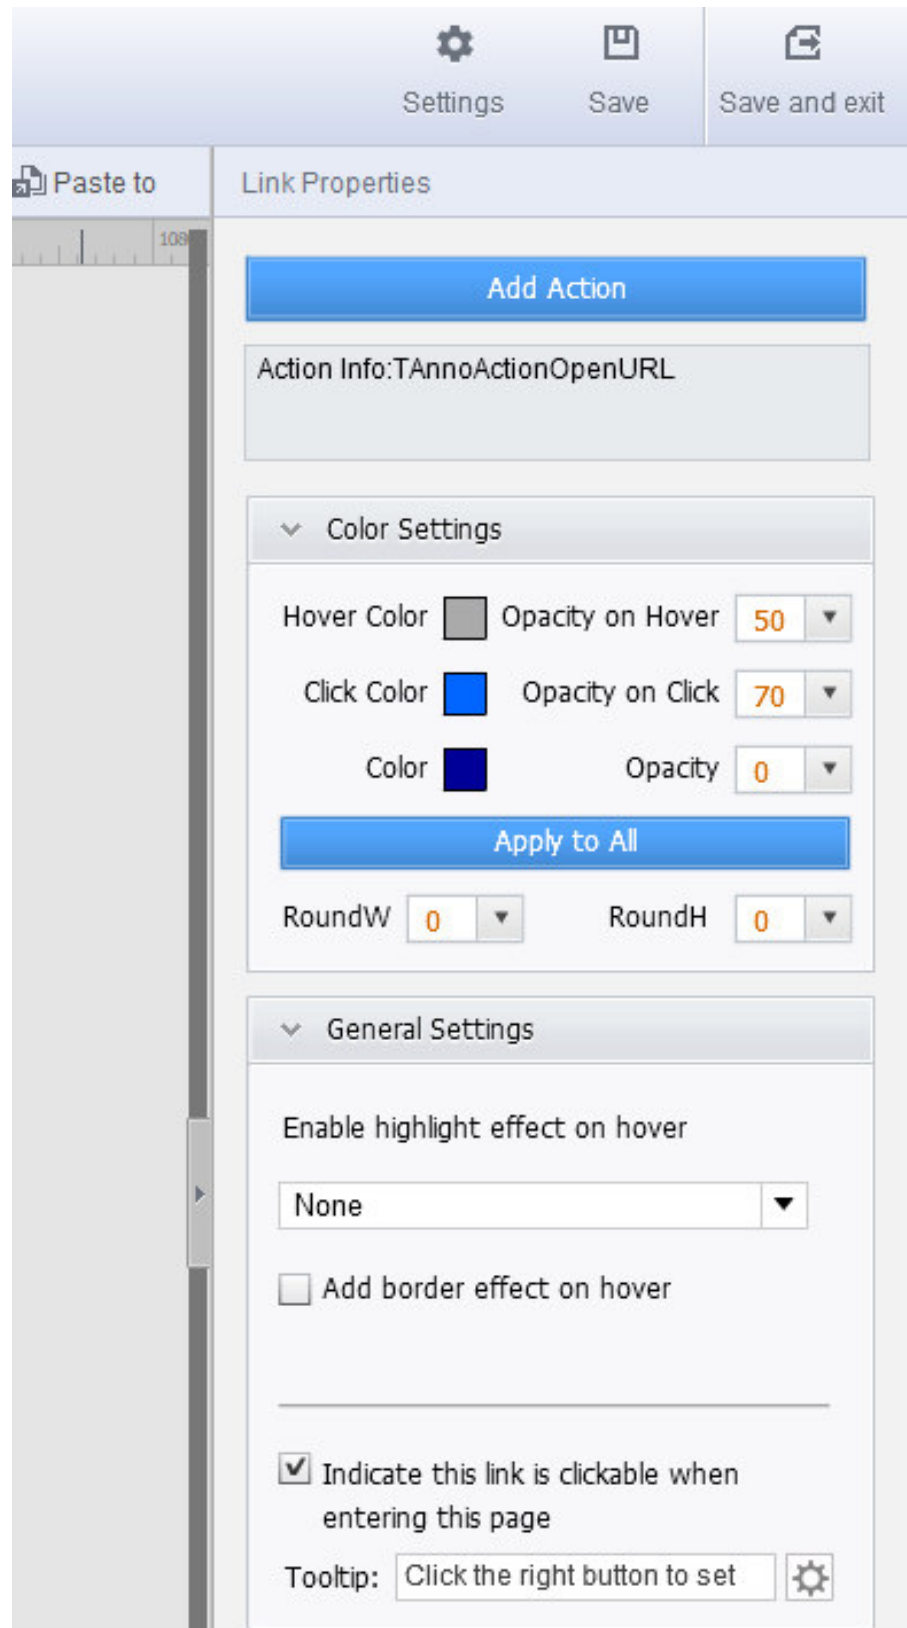 Settings Save Save and exit
Paste to Link Properties
108
Add Action
Action Info:TAnnoActionOpenURL
Color Settings
Hover Color Opacity on Hover 50
Click Color Opacity on Click 70
Color Opacity 0
Apply to All
RoundW 0 RoundH 0
General Settings
Enable highlight effect on hover
None
Add border effect on hover
Indicate this link is clickable when
entering this page
Tooltip: Click the right button to set